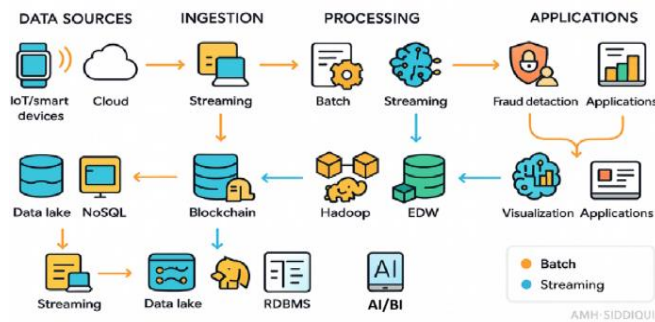 DATA SOURCES
INGESTION
PROCESSING
APPLICATIONS
IoT/smart
devices
Cloud
Streaming
Batch
Streaming
Fraud detaction
Applications
Data lake
NoSQL
Blockchain
Hadoop
EDW
Visualization
Applications
Streaming
Data lake
RDBMS
AI
AI/BI
Batch
Streaming
AMH-SIDDIQUI